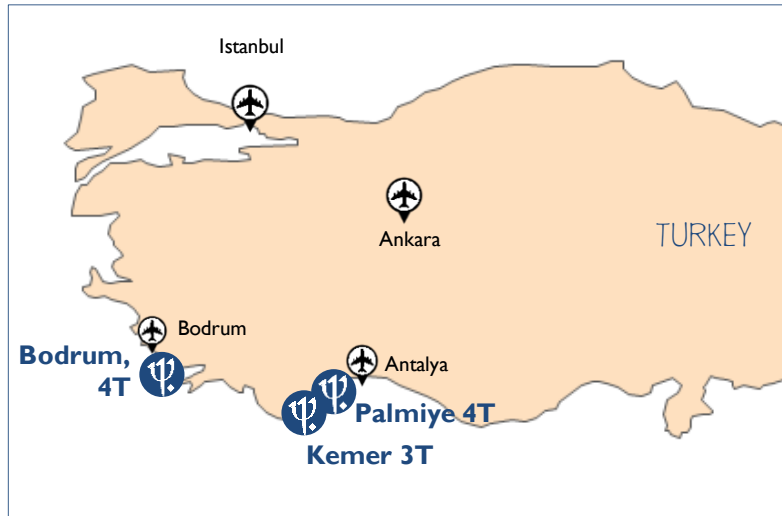 Istanbul
Ankara
TURKEY
Bodrum
Bodrum,
4T
Antalya
Palmiye 4T
Kemer 3T